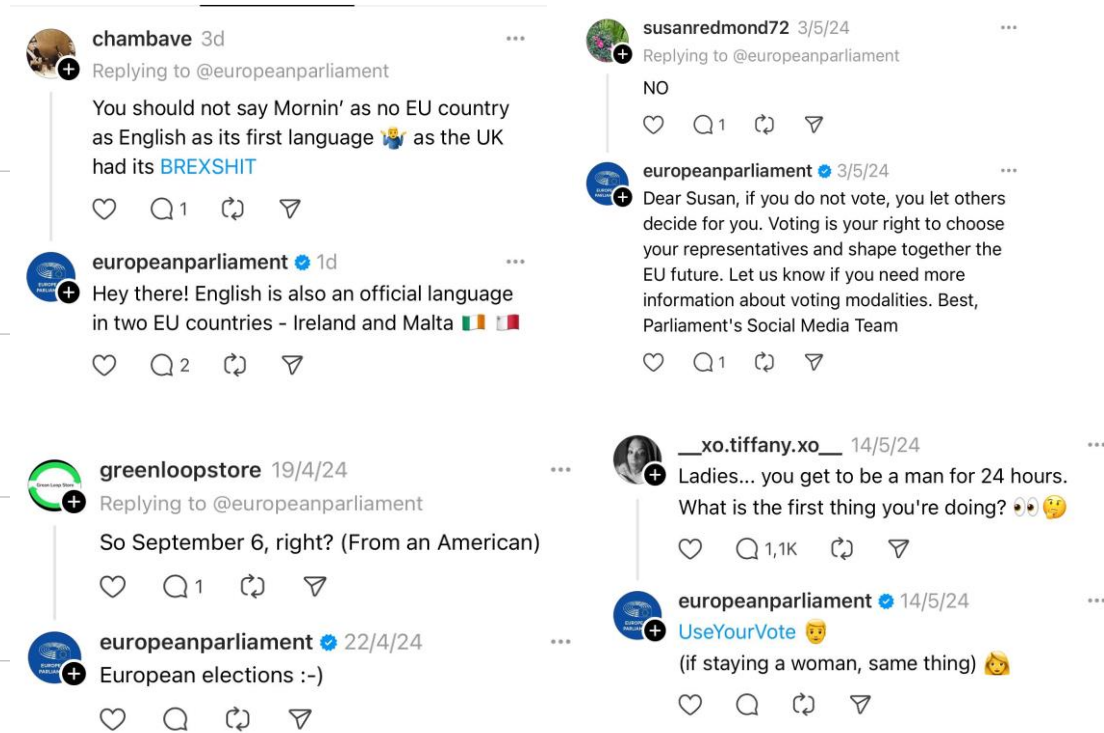 chambave 3d
Replying to @europeanparliament
You should not say Mornin’ as no EU country
as English as its first language 🤷‍♂️ as the UK
had its BREXSHIT
1
europeanparliament 1d
Hey there! English is also an official language
in two EU countries - Ireland and Malta 🇮🇪 🇲🇹
2
greenloopstore 19/4/24
Replying to @europeanparliament
So September 6, right? (From an American)
1
europeanparliament 22/4/24
European elections :-)
susanredmond72 3/5/24
Replying to @europeanparliament
NO
1
europeanparliament 3/5/24
Dear Susan, if you do not vote, you let others
decide for you. Voting is your right to choose
your representatives and shape together the
EU future. Let us know if you need more
information about voting modalities. Best,
Parliament's Social Media Team
1
__xo.tiffany.xo__ 14/5/24
Ladies... you get to be a man for 24 hours.
What is the first thing you're doing? 👀🤔
1,1K
europeanparliament 14/5/24
UseYourVote 👨
(if staying a woman, same thing) 👩